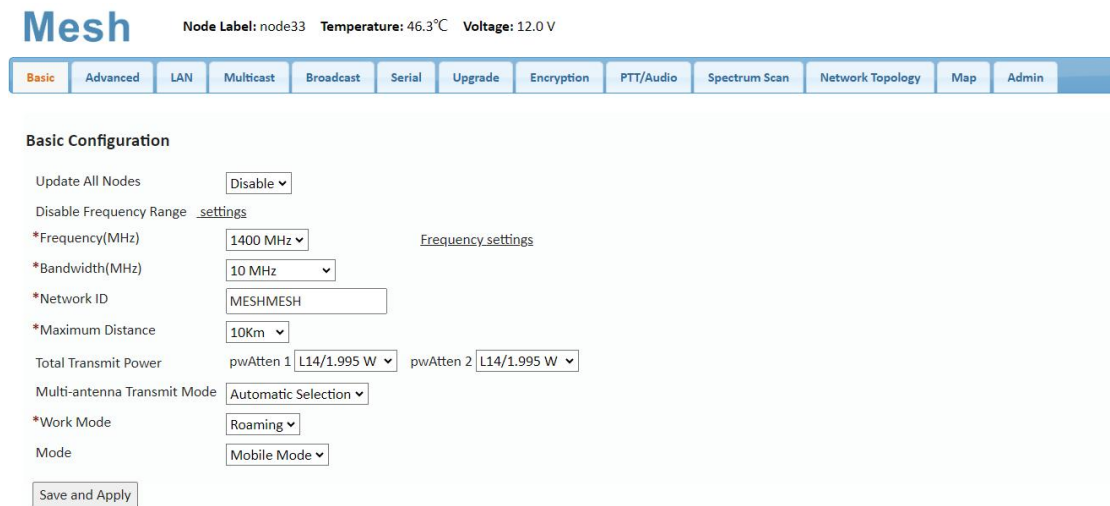 Mesh Node Label: node33 Temperature: 46.3℃ Voltage: 12.0 V
Basic Advanced LAN Multicast Broadcast Serial Upgrade Encryption PTT/Audio Spectrum Scan Network Topology Map Admin
Basic Configuration
Update All Nodes Disable
Disable Frequency Range settings
*Frequency(MHz) 1400 MHz Frequency settings
*Bandwidth(MHz) 10 MHz
*Network ID MESHMESH
*Maximum Distance 10Km
Total Transmit Power pwAtten 1 L14/1.995 W pwAtten 2 L14/1.995 W
Multi-antenna Transmit Mode Automatic Selection
*Work Mode Roaming
Mode Mobile Mode
Save and Apply